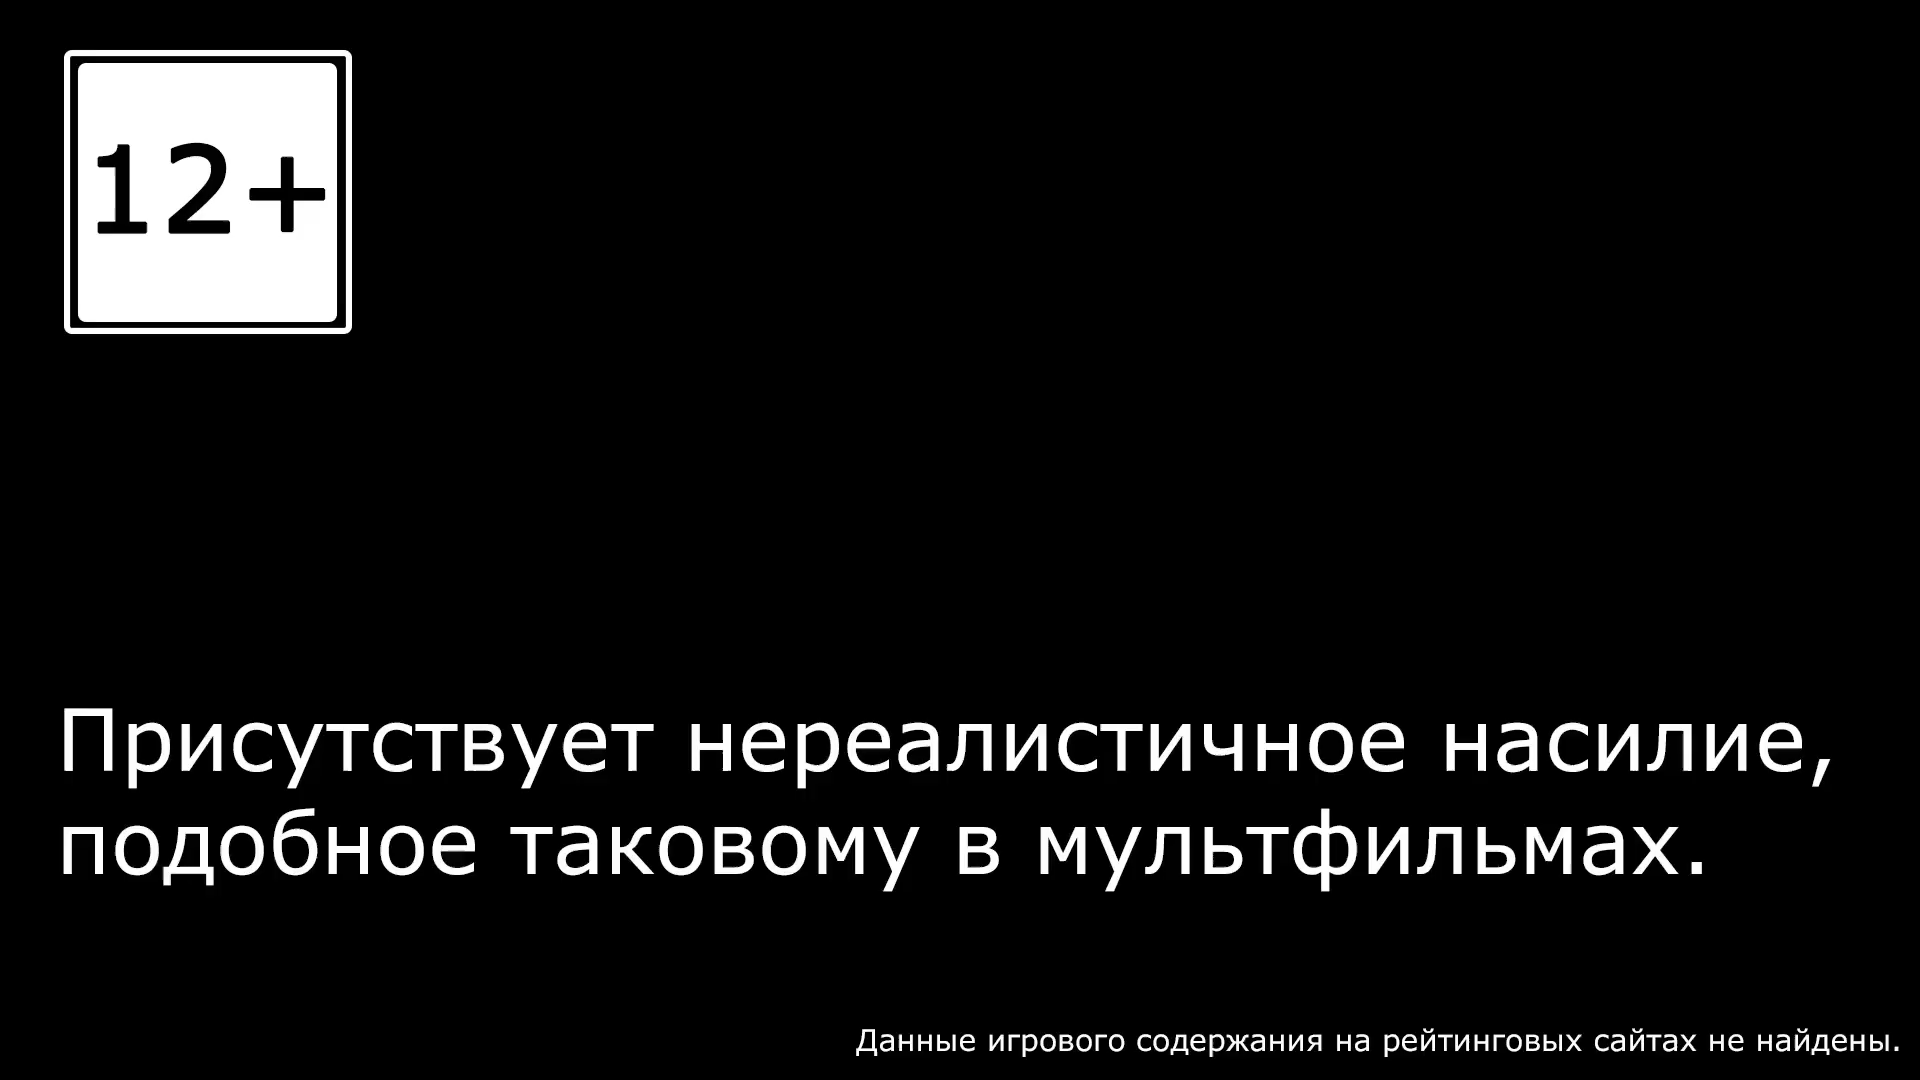 12+
Присутствует нереалистичное насилие,
подобное таковому в мультфильмах.
Данные игрового содержания на рейтинговых сайтах не найдены.